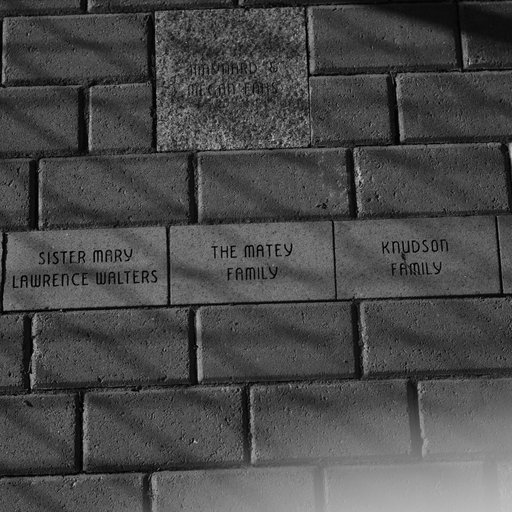 SISTER MARY
LAWRENCE WALTERS
THE MATEY
FAMILY
KNUDSON
FAMILY